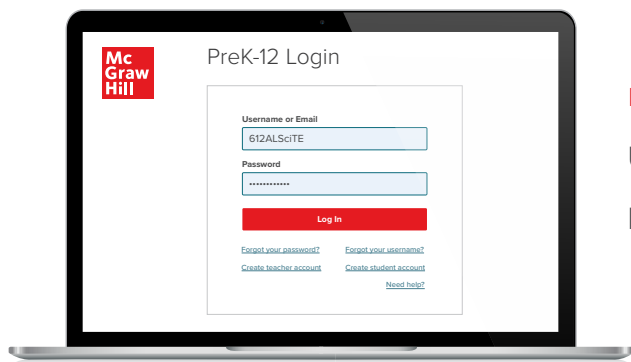 Mc
Graw
Hill
PreK-12 Login
Username or Email
612ALSciTE
Password
••••••••••••
Log In
Forgot your password? Forgot your username?
Create teacher account Create student account
Need help?